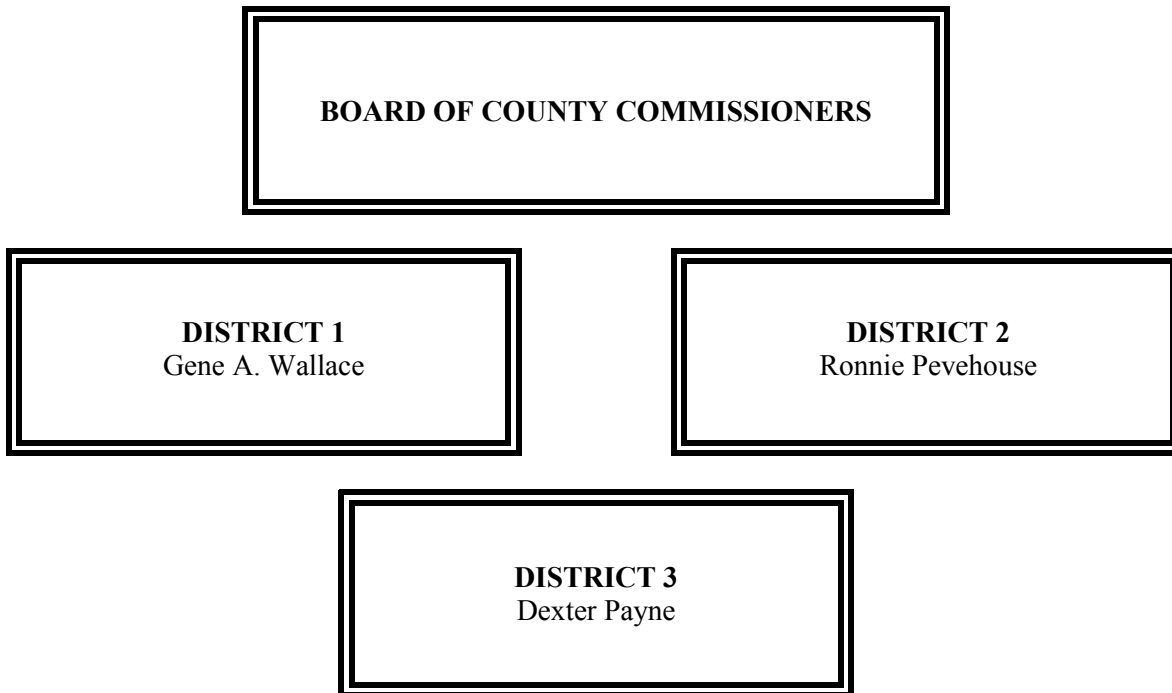 BOARD OF COUNTY COMMISSIONERS
DISTRICT 1
Gene A. Wallace
DISTRICT 2
Ronnie Pevehouse
DISTRICT 3
Dexter Payne